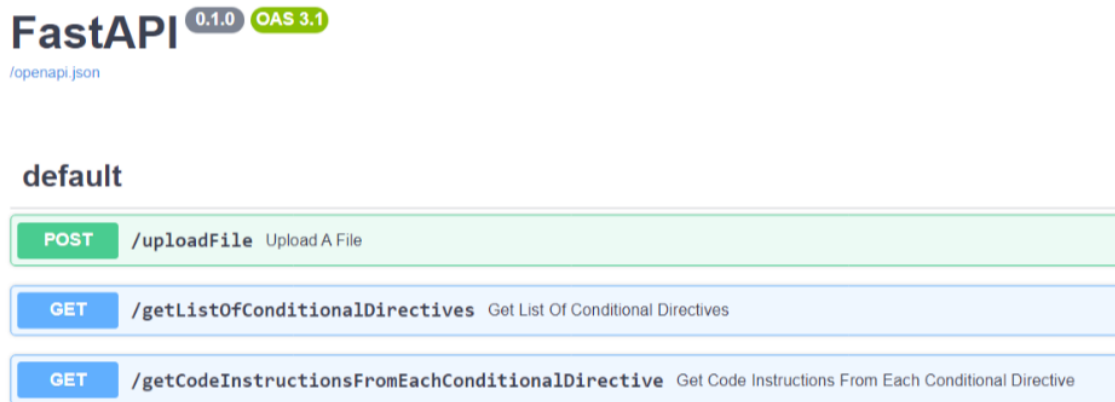 FastAPI 0.1.0 OAS 3.1
/openapi.json
default
POST /uploadFile Upload A File
GET /getListOfConditionalDirectives Get List Of Conditional Directives
GET /getCodeInstructionsFromEachConditionalDirective Get Code Instructions From Each Conditional Directive